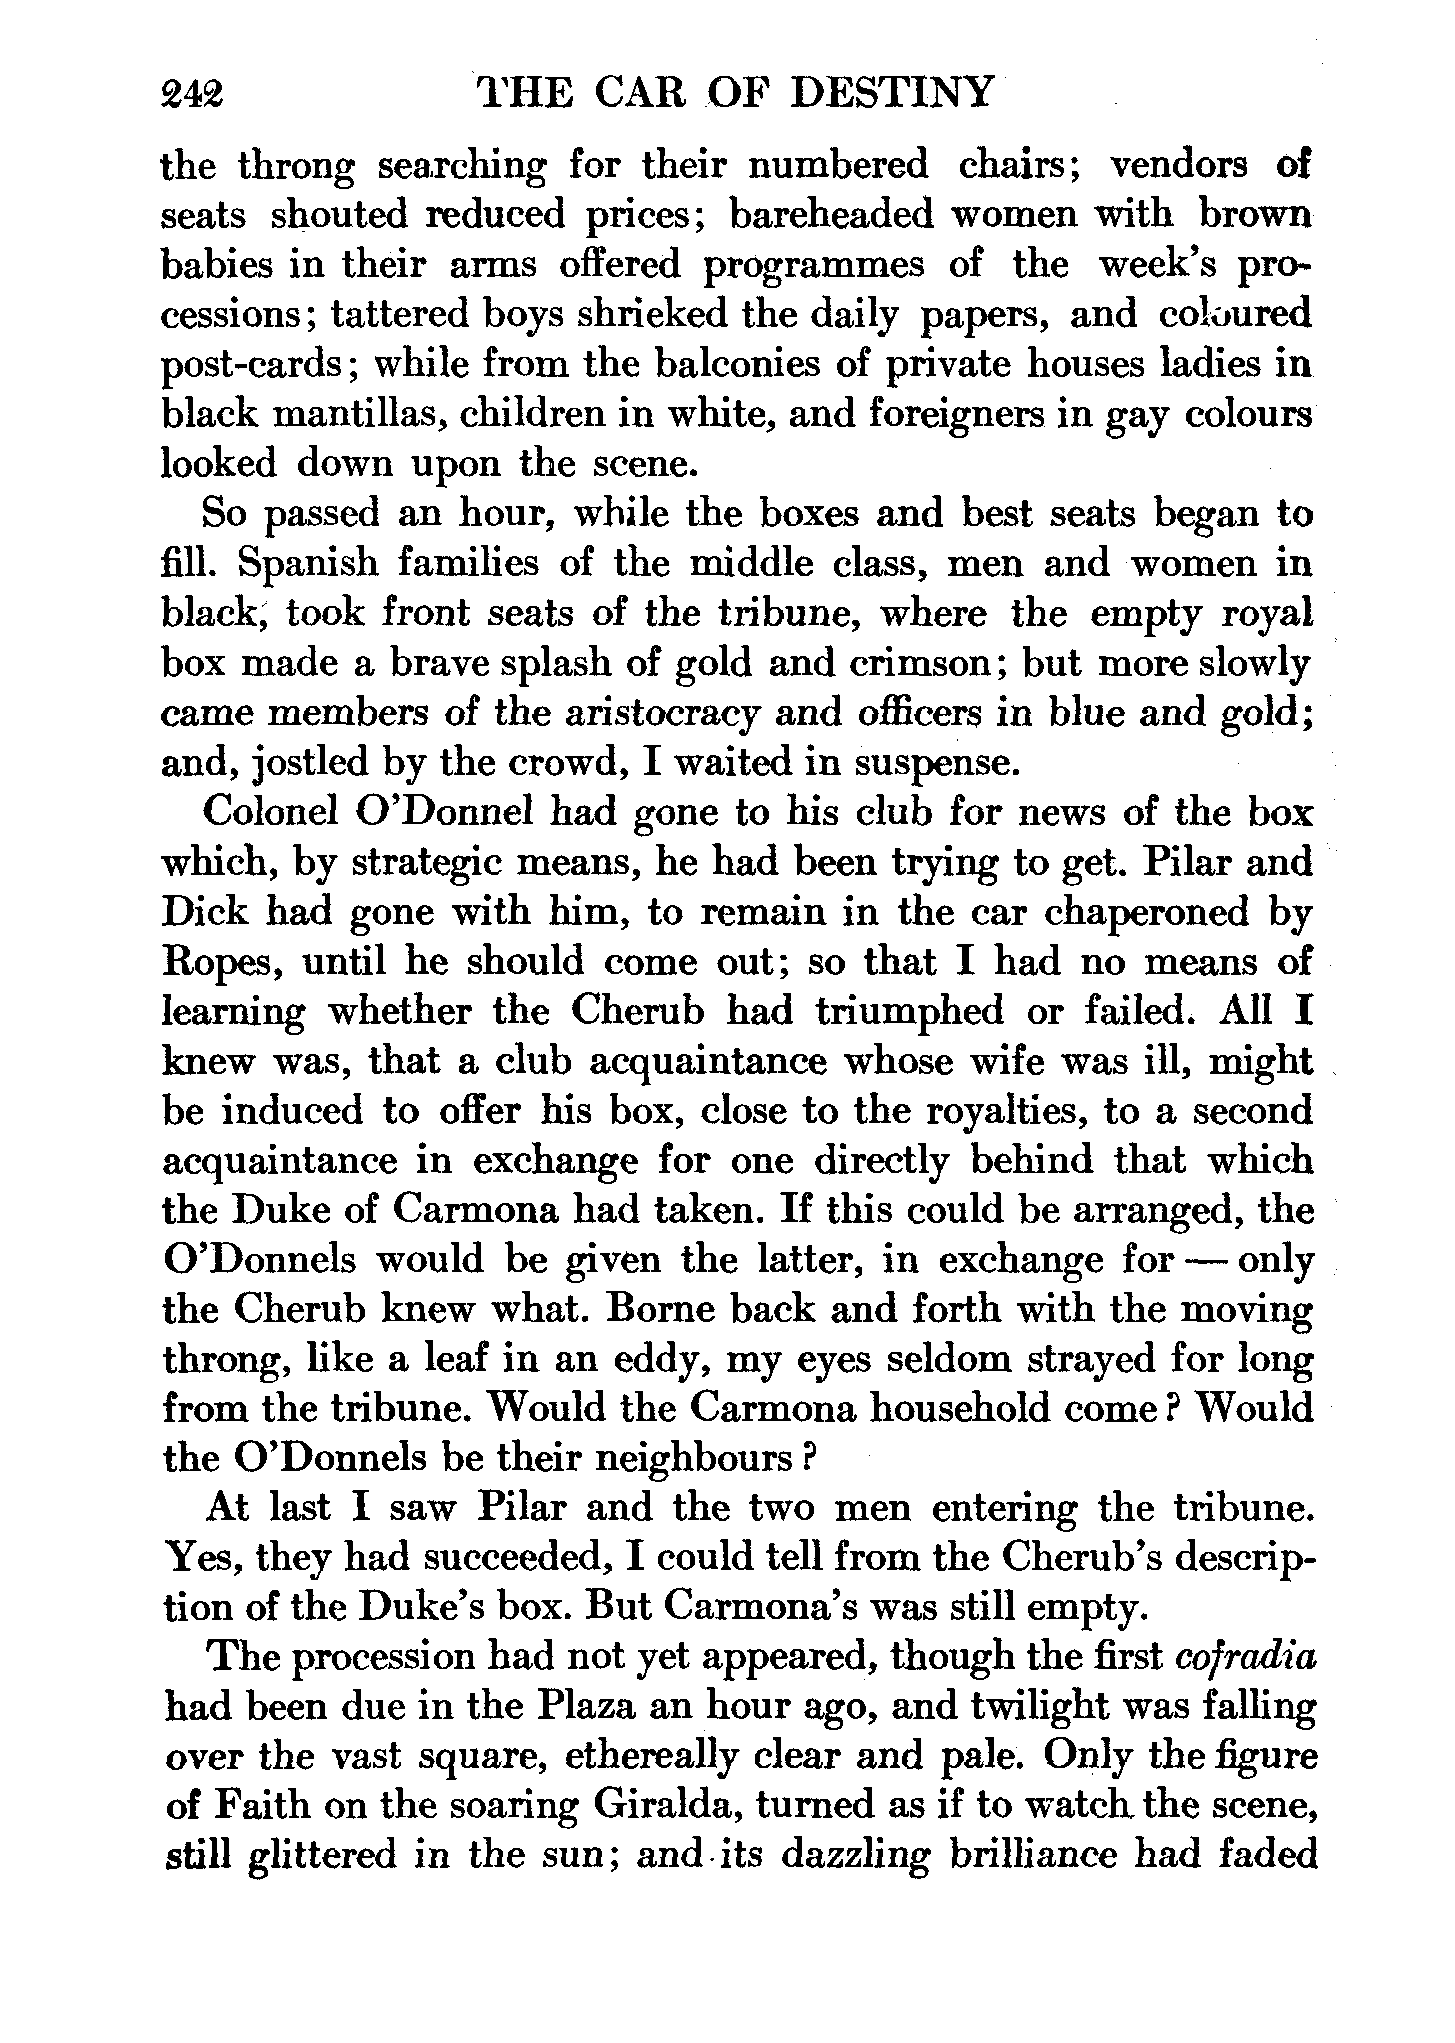 242 THE CAR OF DESTINY
the throng searching for their numbered chairs; vendors of
seats shouted reduced prices; bareheaded women with brown
babies in their arms offered programmes of the week's pro-
cessions; tattered boys shrieked the daily papers, and coloured
post-cards; while from the balconies of private houses ladies in
black mantillas, children in white, and foreigners in gay colours
looked down upon the scene.
So passed an hour, while the boxes and best seats began to
fill. Spanish families of the middle class, men and women in
black, took front seats of the tribune, where the empty royal
box made a brave splash of gold and crimson; but more slowly
came members of the aristocracy and officers in blue and gold;
and, jostled by the crowd, I waited in suspense.
Colonel O'Donnel had gone to his club for news of the box
which, by strategic means, he had been trying to get. Pilar and
Dick had gone with him, to remain in the car chaperoned by
Ropes, until he should come out; so that I had no means of
learning whether the Cherub had triumphed or failed. All I
knew was, that a club acquaintance whose wife was ill, might
be induced to offer his box, close to the royalties, to a second
acquaintance in exchange for one directly behind that which
the Duke of Carmona had taken. If this could be arranged, the
O'Donnels would be given the latter, in exchange for — only
the Cherub knew what. Borne back and forth with the moving
throng, like a leaf in an eddy, my eyes seldom strayed for long
from the tribune. Would the Carmona household come? Would
the O'Donnels be their neighbours?
At last I saw Pilar and the two men entering the tribune.
Yes, they had succeeded, I could tell from the Cherub's descrip-
tion of the Duke's box. But Carmona's was still empty.
The procession had not yet appeared, though the first cofradia
had been due in the Plaza an hour ago, and twilight was falling
over the vast square, ethereally clear and pale. Only the figure
of Faith on the soaring Giralda, turned as if to watch the scene,
still glittered in the sun; and its dazzling brilliance had faded